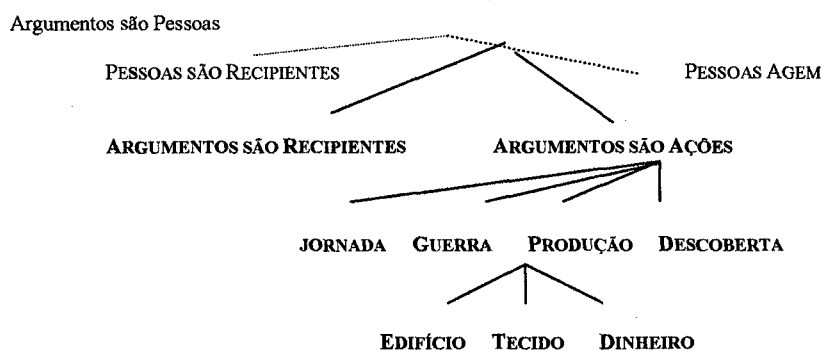 Argumentos são Pessoas
PESSOAS SÃO RECIPIENTES PESSOAS AGEM
ARGUMENTOS SÃO RECIPIENTES ARGUMENTOS SÃO AÇÕES
JORNADA GUERRA PRODUÇÃO DESCOBERTA
EDIFÍCIO TECIDO DINHEIRO